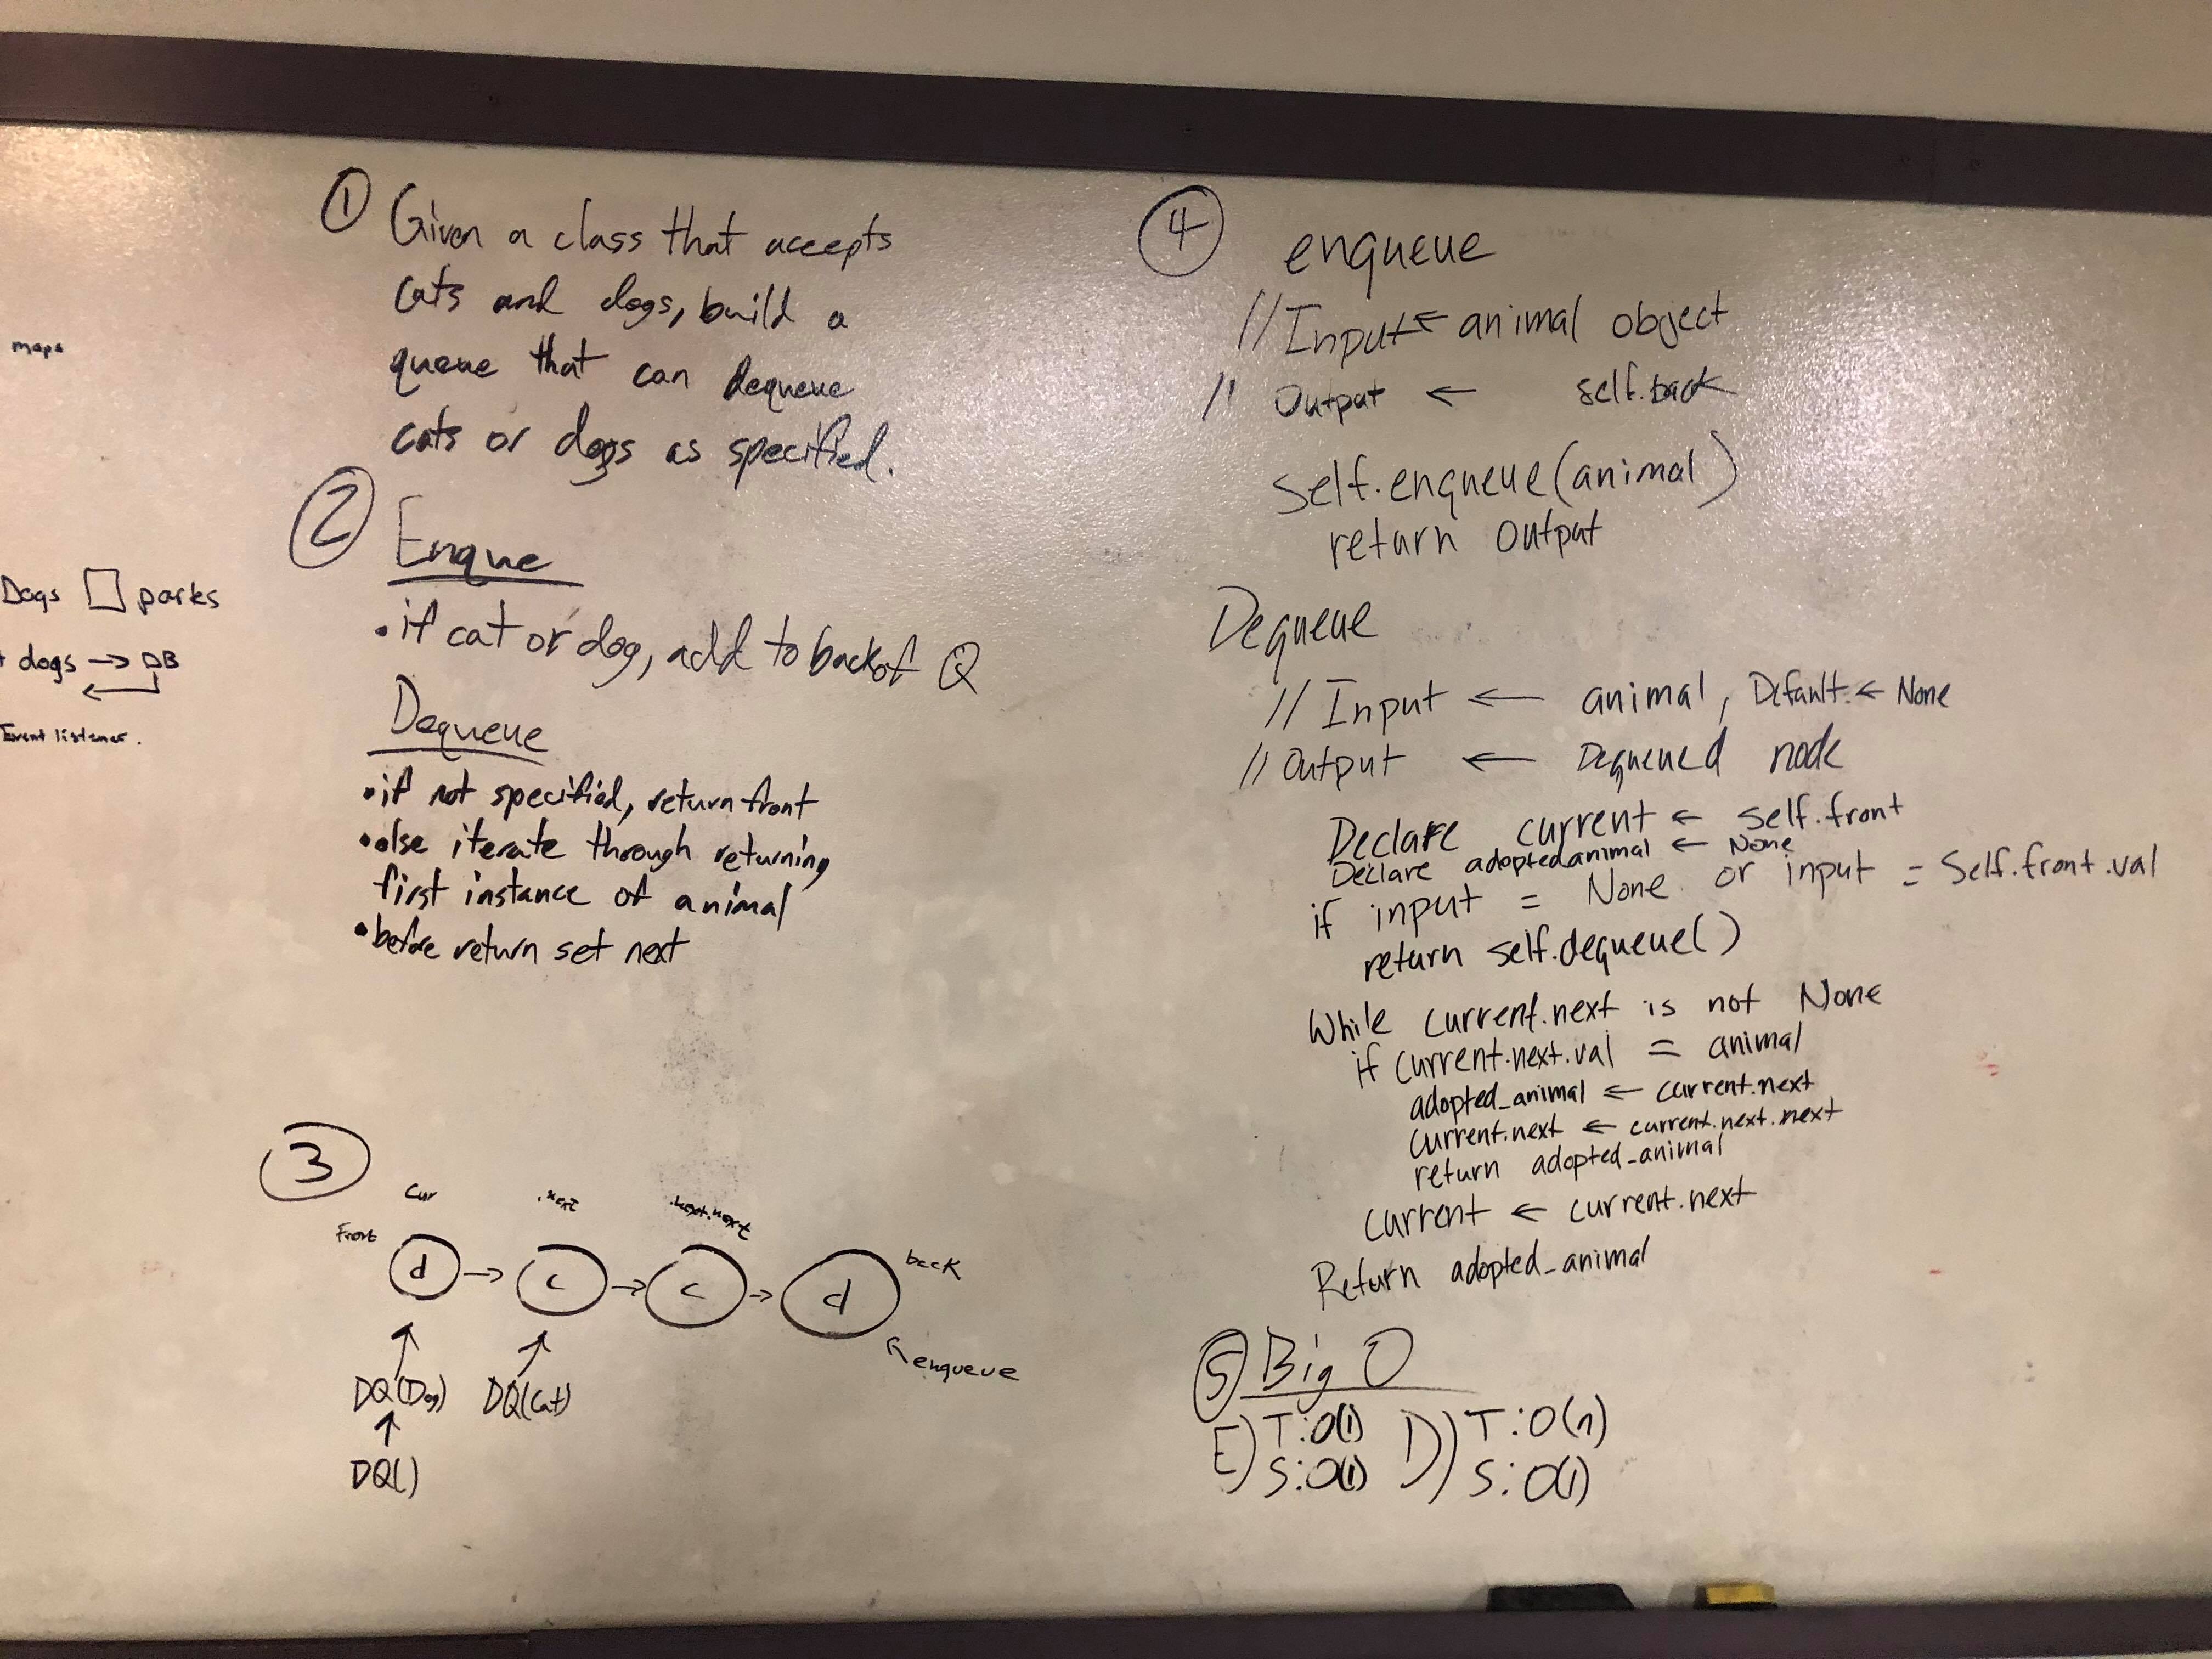 maps
Dogs parks
dogs → DB
Event listener.
① Given a class that accepts
cats and dogs, build a
queue that can dequeue
cats or dogs as specified.
② Enque
• if cat or dog, add to back of Q
Dequeue
• if not specified, return front
• else iterate through returning
first instance of animal
• before return set next
③
Cur .next .next.next
Front d → c → c → d back
enqueue
DQ(Dog) DQ(Cat)
DQ()
④ enqueue
// Input ← animal object
// Output ← self.back
Self.enqueue(animal)
return output
Dequeue
// Input ← animal, Default ← None
// Output ← Dequeued node
Declare current ← self.front
Declare adoptedanimal ← None
if input = None or input = Self.front.val
return self.dequeue()
While current.next is not None
if current.next.val = animal
adopted_animal ← current.next
current.next ← current.next.next
return adopted_animal
current ← current.next
Return adopted_animal
⑤ Big O
E) T:O(1) D) T:O(n)
S:O(1) S:O(1)